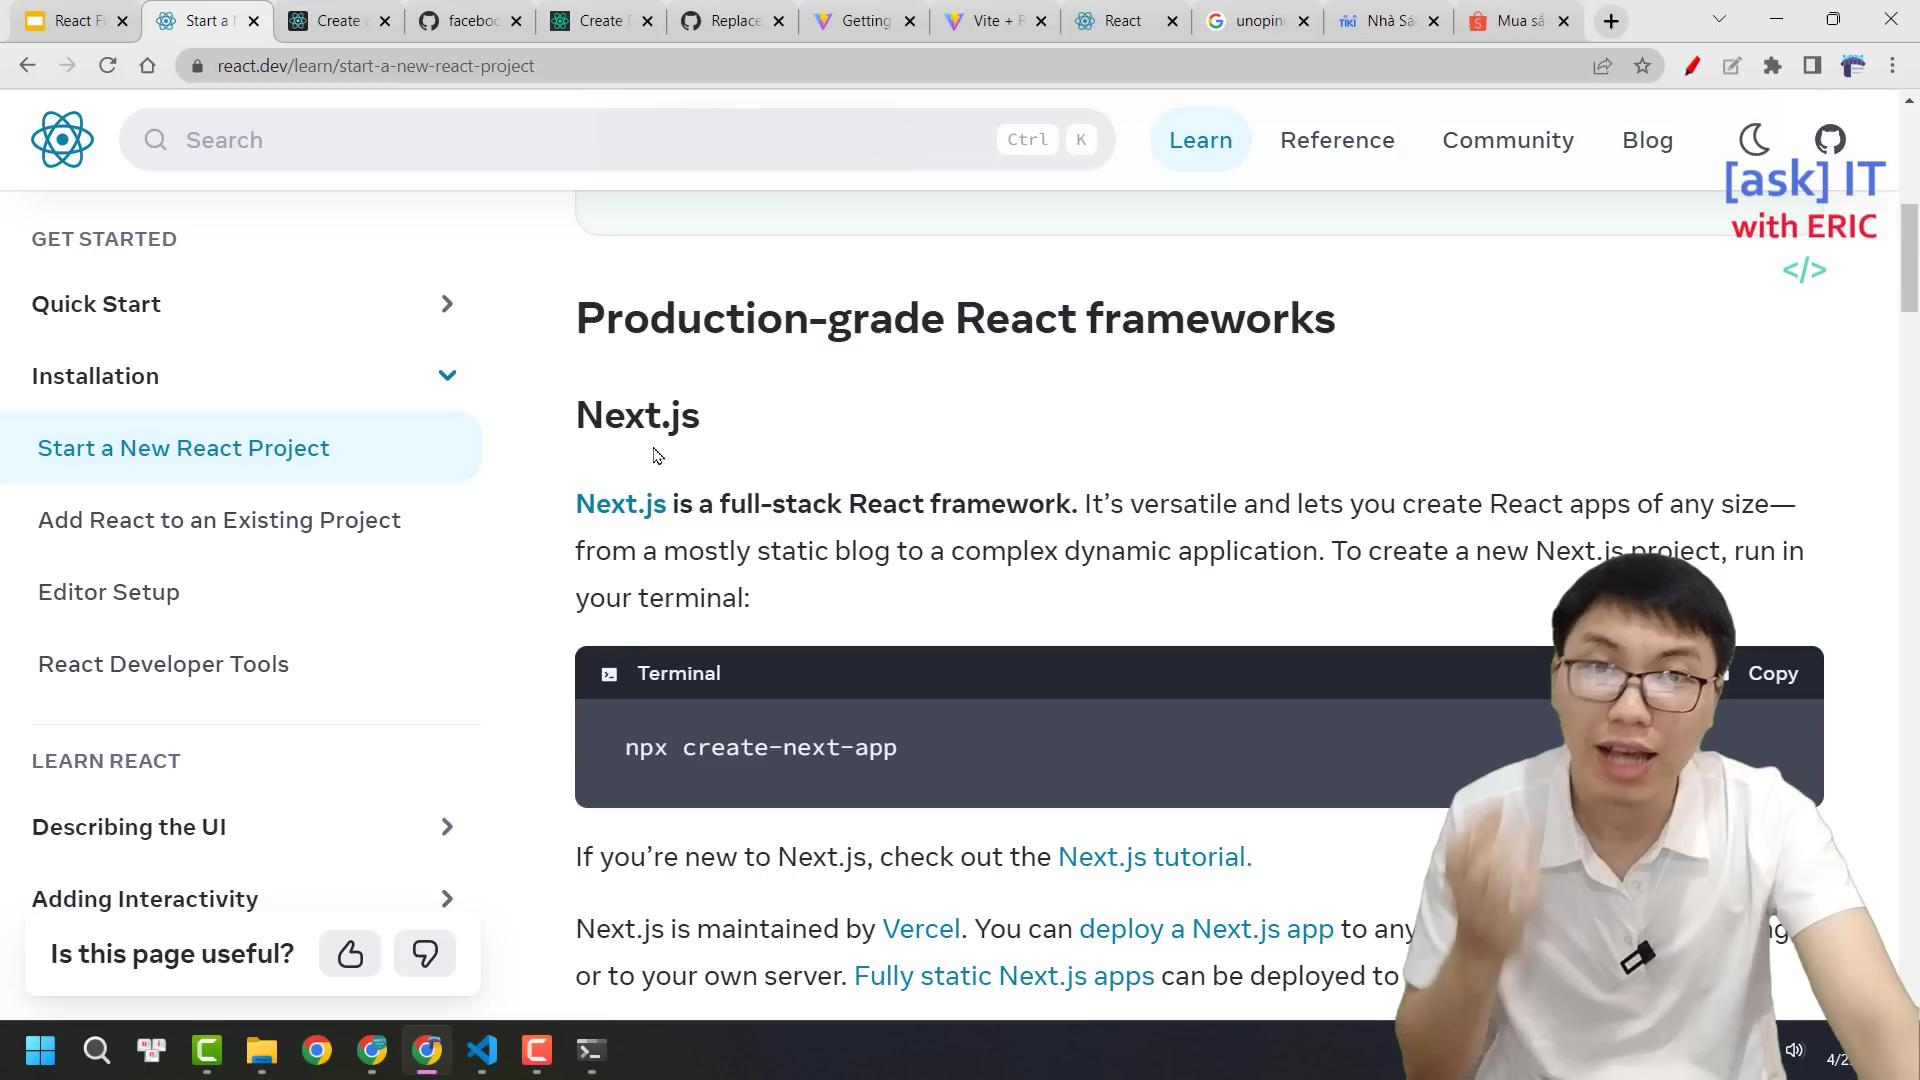 React F
Start a N
Create a
faceboo
Create R
Replace
Getting
Vite + R
React
unopini
Nhà Sá
Mua sắ
react.dev/learn/start-a-new-react-project
Search
Ctrl K
Learn
Reference
Community
Blog
[ask] IT
with ERIC
</>
GET STARTED
Quick Start
Installation
Start a New React Project
Add React to an Existing Project
Editor Setup
React Developer Tools
LEARN REACT
Describing the UI
Adding Interactivity
Is this page useful?
Production-grade React frameworks
Next.js
Next.js is a full-stack React framework. It’s versatile and lets you create React apps of any size—
from a mostly static blog to a complex dynamic application. To create a new Next.js project, run in
your terminal:
Terminal
Copy
npx create-next-app
If you’re new to Next.js, check out the Next.js tutorial.
Next.js is maintained by Vercel. You can deploy a Next.js app to any
or to your own server. Fully static Next.js apps can be deployed to